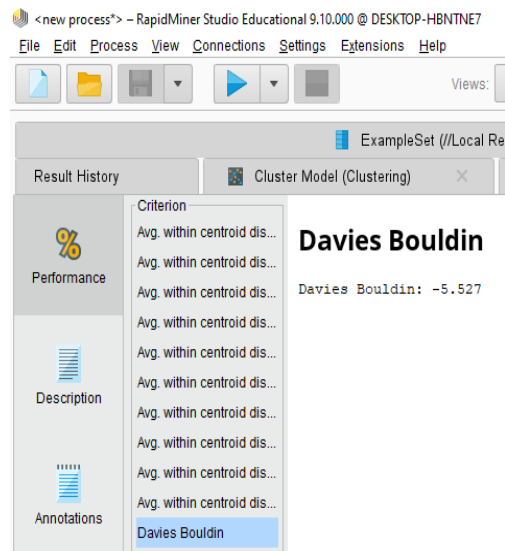 <new process*> – RapidMiner Studio Educational 9.10.000 @ DESKTOP-HBNTNE7
File Edit Process View Connections Settings Extensions Help
Views:
ExampleSet (//Local Re
Result History
Cluster Model (Clustering)
%
Performance
Description
Annotations
Criterion
Avg. within centroid dis...
Avg. within centroid dis...
Avg. within centroid dis...
Avg. within centroid dis...
Avg. within centroid dis...
Avg. within centroid dis...
Avg. within centroid dis...
Avg. within centroid dis...
Avg. within centroid dis...
Avg. within centroid dis...
Davies Bouldin
Davies Bouldin
Davies Bouldin: -5.527